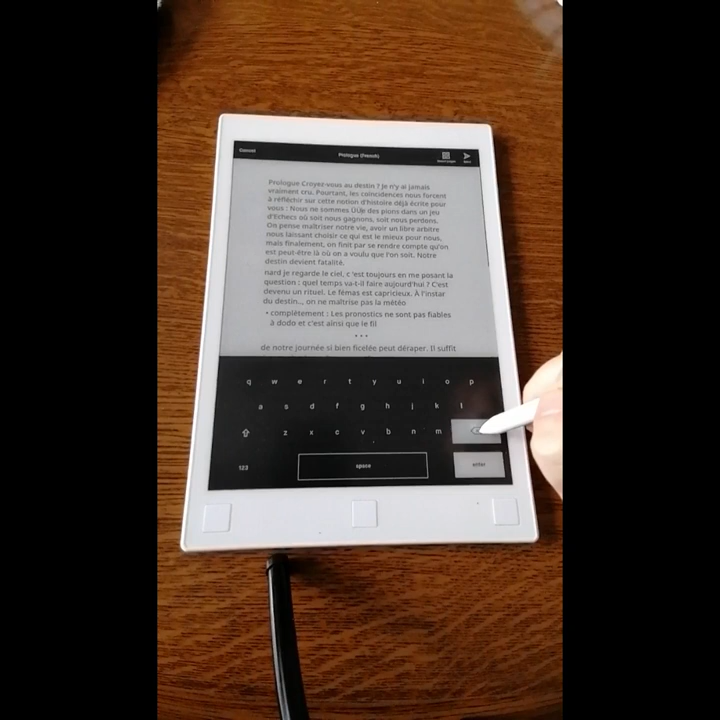 Prologue (French)
Prologue Croyez-vous au destin ? Je n'y ai jamais
vraiment cru. Pourtant, les coïncidences nous forcent
à réfléchir sur cette notion d'histoire déjà écrite pour
vous : Nous ne sommes ÙUe des pions dans un jeu
d'Echecs où soit nous gagnons, soit nous perdons.
On pense maîtriser notre vie, avoir un libre arbitre
nous laissant choisir ce qui est le mieux pour nous,
mais finalement, on finit par se rendre compte qu'on
est peut-être là où on a voulu que l'on soit. Notre
destin devient fatalité.
nard je regarde le ciel, c 'est toujours en me posant la
question : quel temps va-t-il faire aujourd'hui ? C'est
devenu un rituel. Le fémas est capricieux. À l'instar
du destin.., on ne maîtrise pas la météo
• complètement : Les pronostics ne sont pas fiables
à dodo et c'est ainsi que le fil
• • •
de notre journée si bien ficelée peut déraper. Il suffit
q w e r t y u i o p
a s d f g h j k l
z x c v b n m
123 space enter